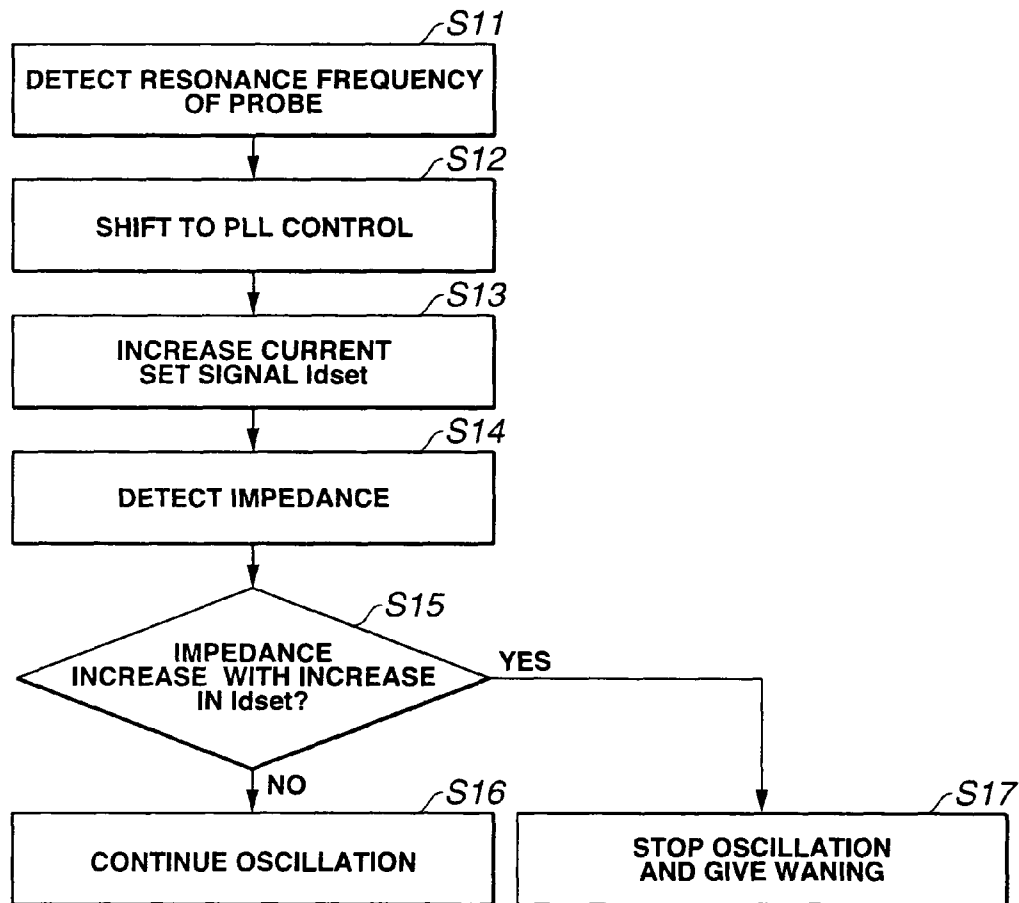 S11
DETECT RESONANCE FREQUENCY
OF PROBE
S12
SHIFT TO PLL CONTROL
S13
INCREASE CURRENT
SET SIGNAL Idset
S14
DETECT IMPEDANCE
S15
IMPEDANCE
INCREASE WITH INCREASE
IN Idset?
YES
NO
S16
CONTINUE OSCILLATION
S17
STOP OSCILLATION
AND GIVE WANING